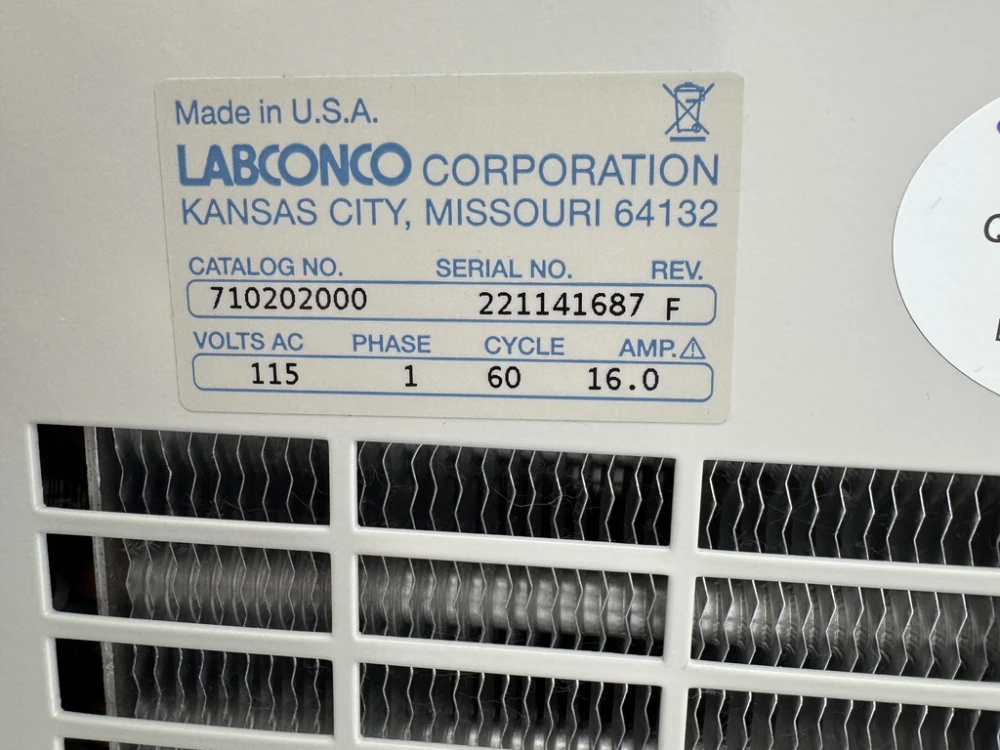 Made in U.S.A.
LABCONCO CORPORATION
KANSAS CITY, MISSOURI 64132
CATALOG NO. SERIAL NO. REV.
710202000 221141687 F
VOLTS AC PHASE CYCLE AMP.
115 1 60 16.0